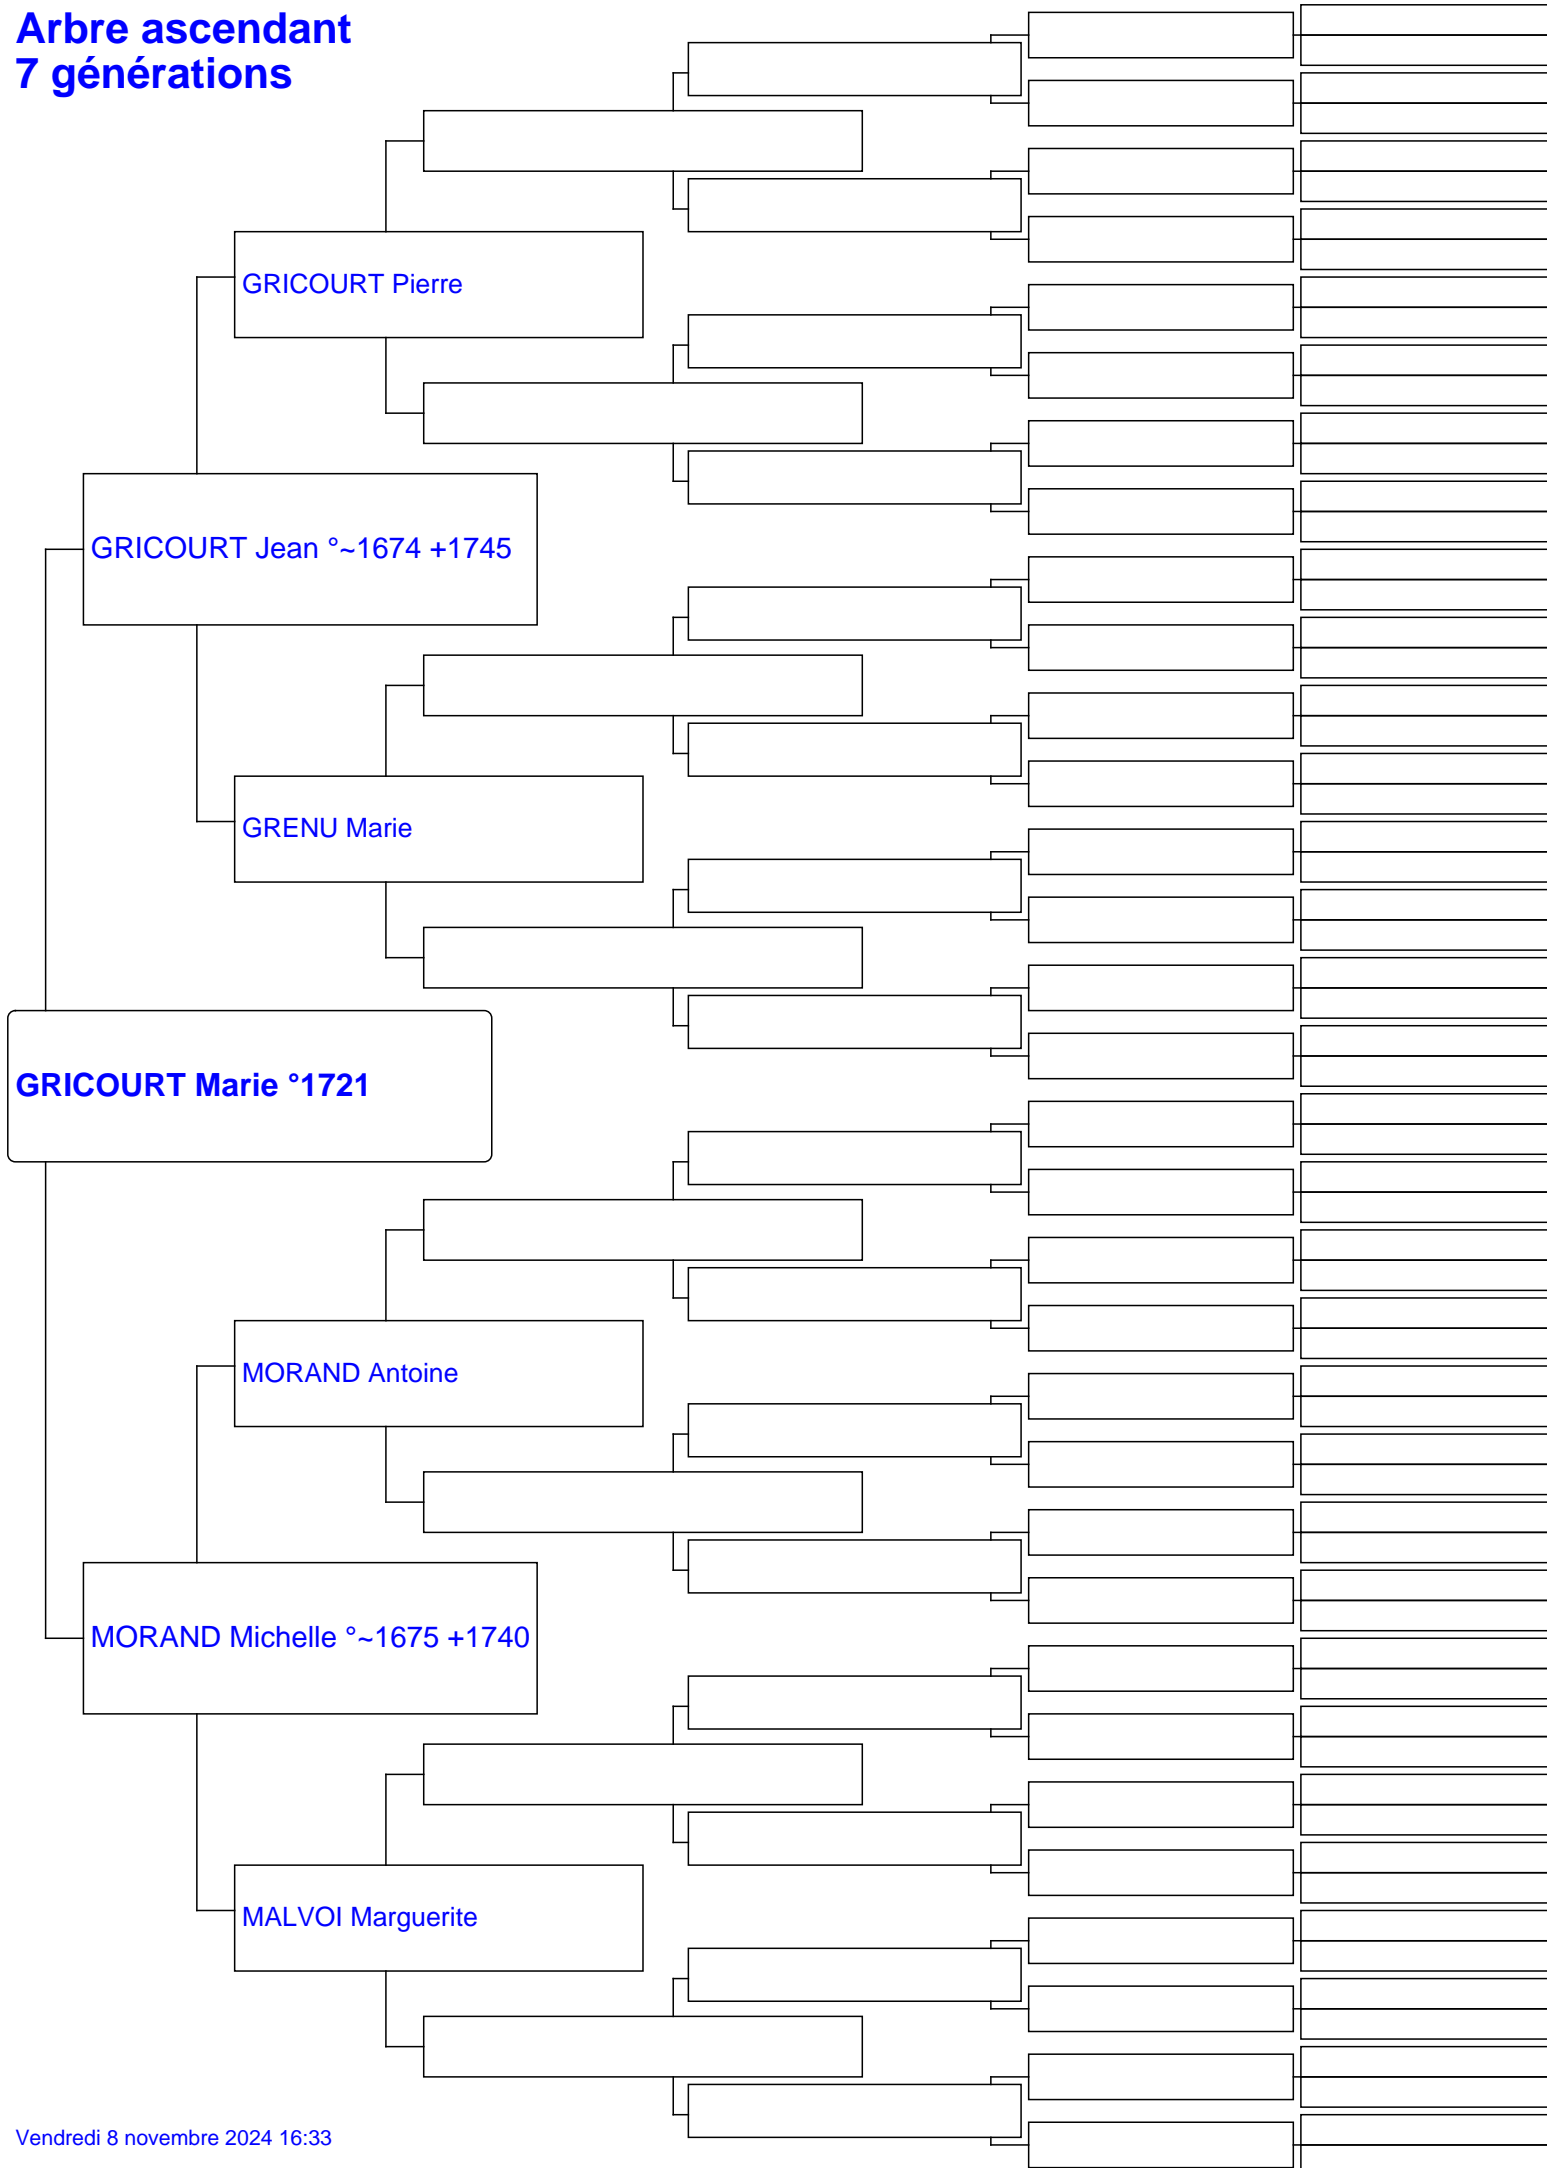 Arbre ascendant
7 générations
GRICOURT Pierre
GRICOURT Jean °~1674 +1745
GRENU Marie
GRICOURT Marie °1721
MORAND Antoine
MORAND Michelle °~1675 +1740
MALVOI Marguerite
Vendredi 8 novembre 2024 16:33